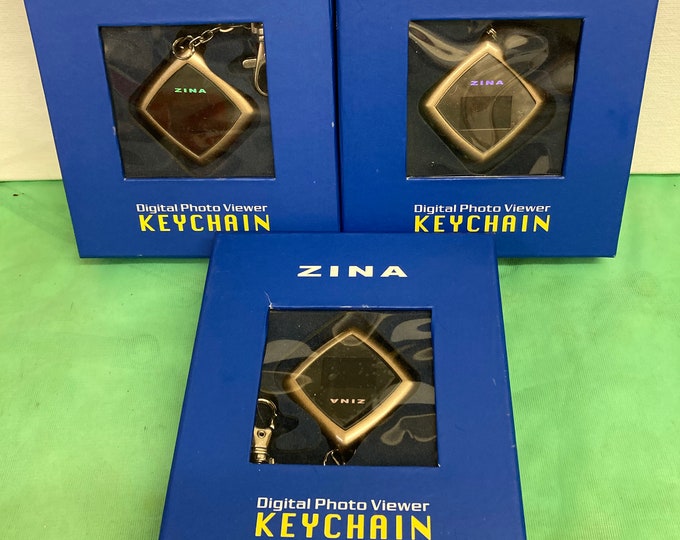 ZINA
Digital Photo Viewer
KEYCHAIN
ZINA
Digital Photo Viewer
KEYCHAIN
ZINA
ZINA
Digital Photo Viewer
KEYCHAIN